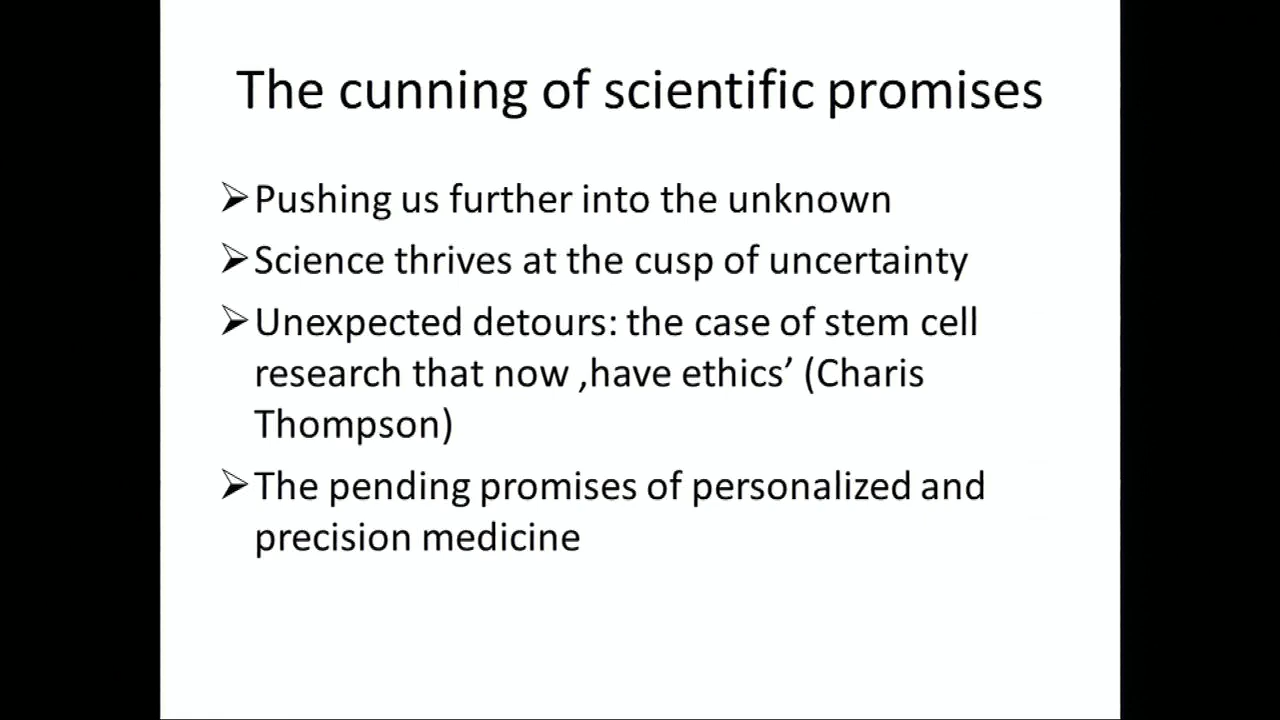 The cunning of scientific promises
➢Pushing us further into the unknown
➢Science thrives at the cusp of uncertainty
➢Unexpected detours: the case of stem cell
research that now ‚have ethics’ (Charis
Thompson)
➢The pending promises of personalized and
precision medicine